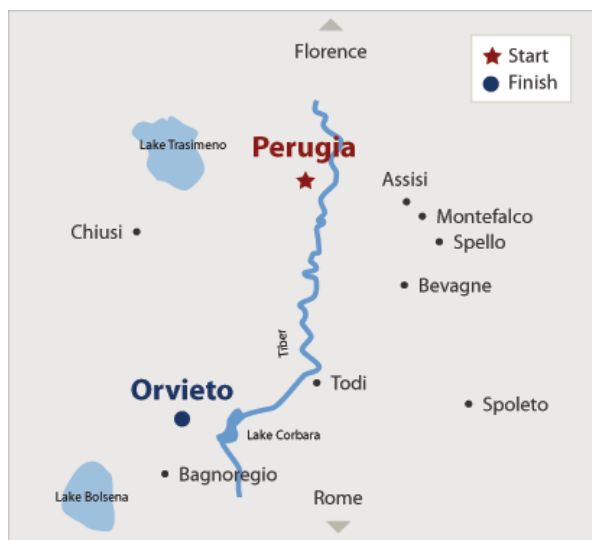 Florence
Start
Finish
Lake Trasimeno
Perugia
Assisi
Montefalco
Chiusi
Spello
Bevagne
Tiber
Orvieto
Todi
Spoleto
Lake Corbara
Bagnoregio
Lake Bolsena
Rome